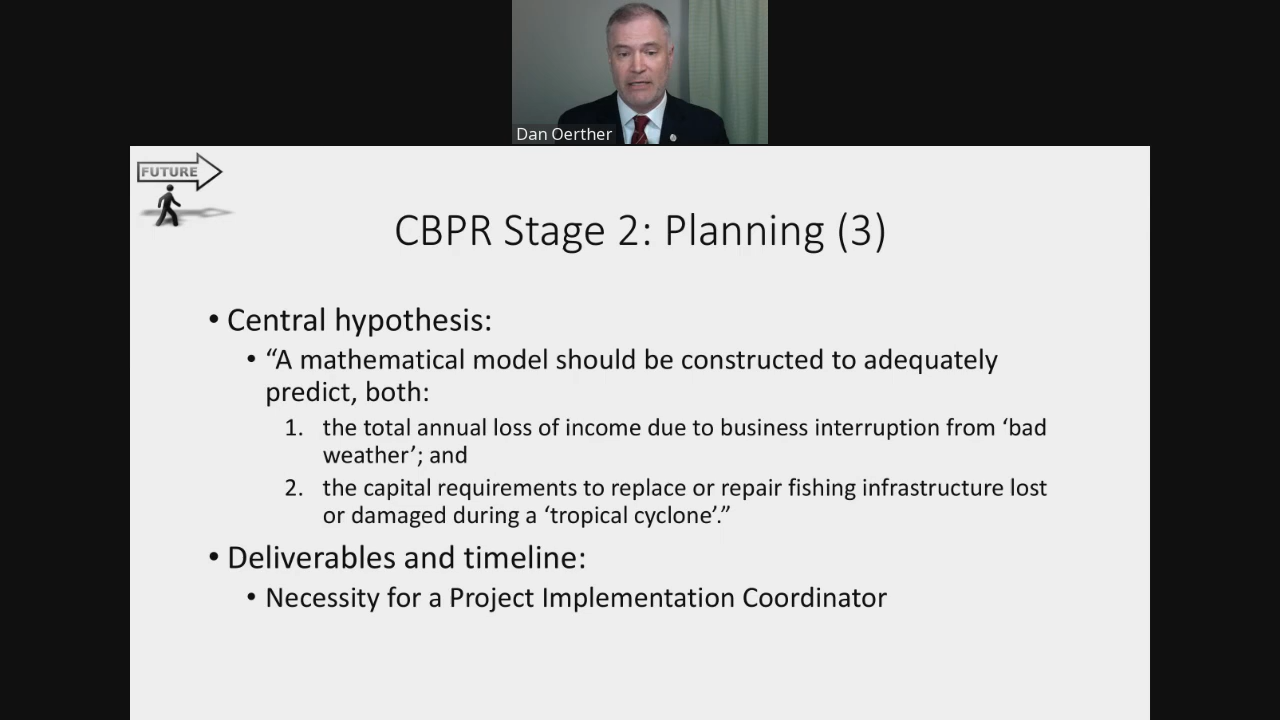 Dan Oerther
FUTURE
CBPR Stage 2: Planning (3)
• Central hypothesis:
• “A mathematical model should be constructed to adequately
predict, both:
1. the total annual loss of income due to business interruption from ‘bad
weather’; and
2. the capital requirements to replace or repair fishing infrastructure lost
or damaged during a ‘tropical cyclone’.”
• Deliverables and timeline:
• Necessity for a Project Implementation Coordinator